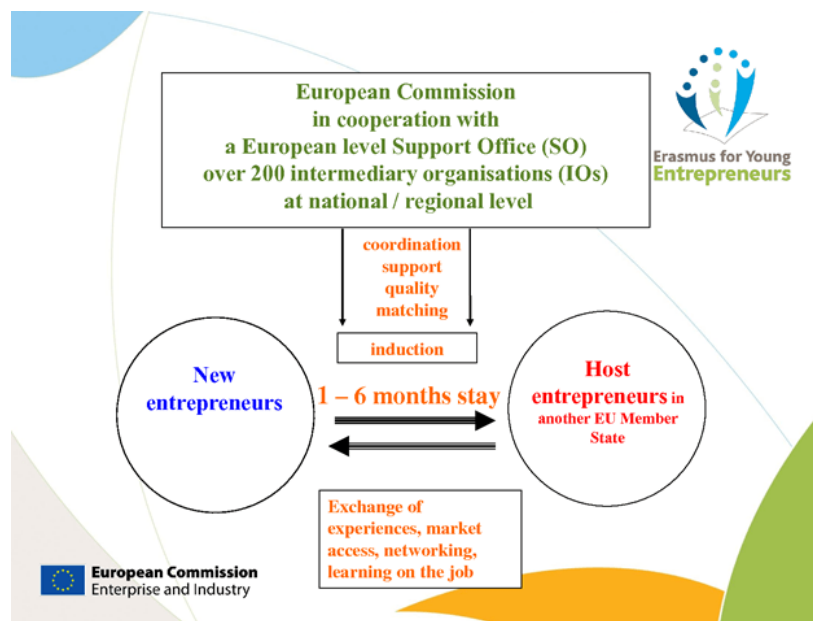 European Commission
in cooperation with
a European level Support Office (SO)
over 200 intermediary organisations (IOs)
at national / regional level
Erasmus for Young
Entrepreneurs
coordination
support
quality
matching
induction
New
entrepreneurs
1 – 6 months stay
Host
entrepreneurs in
another EU Member
State
Exchange of
experiences, market
access, networking,
learning on the job
European Commission
Enterprise and Industry